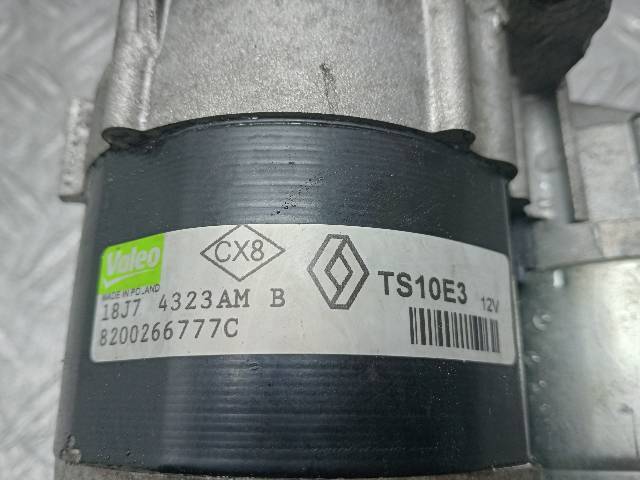 Valeo
MADE IN POLAND
CX8
18J7 4323AM B
8200266777C
TS10E3
12V